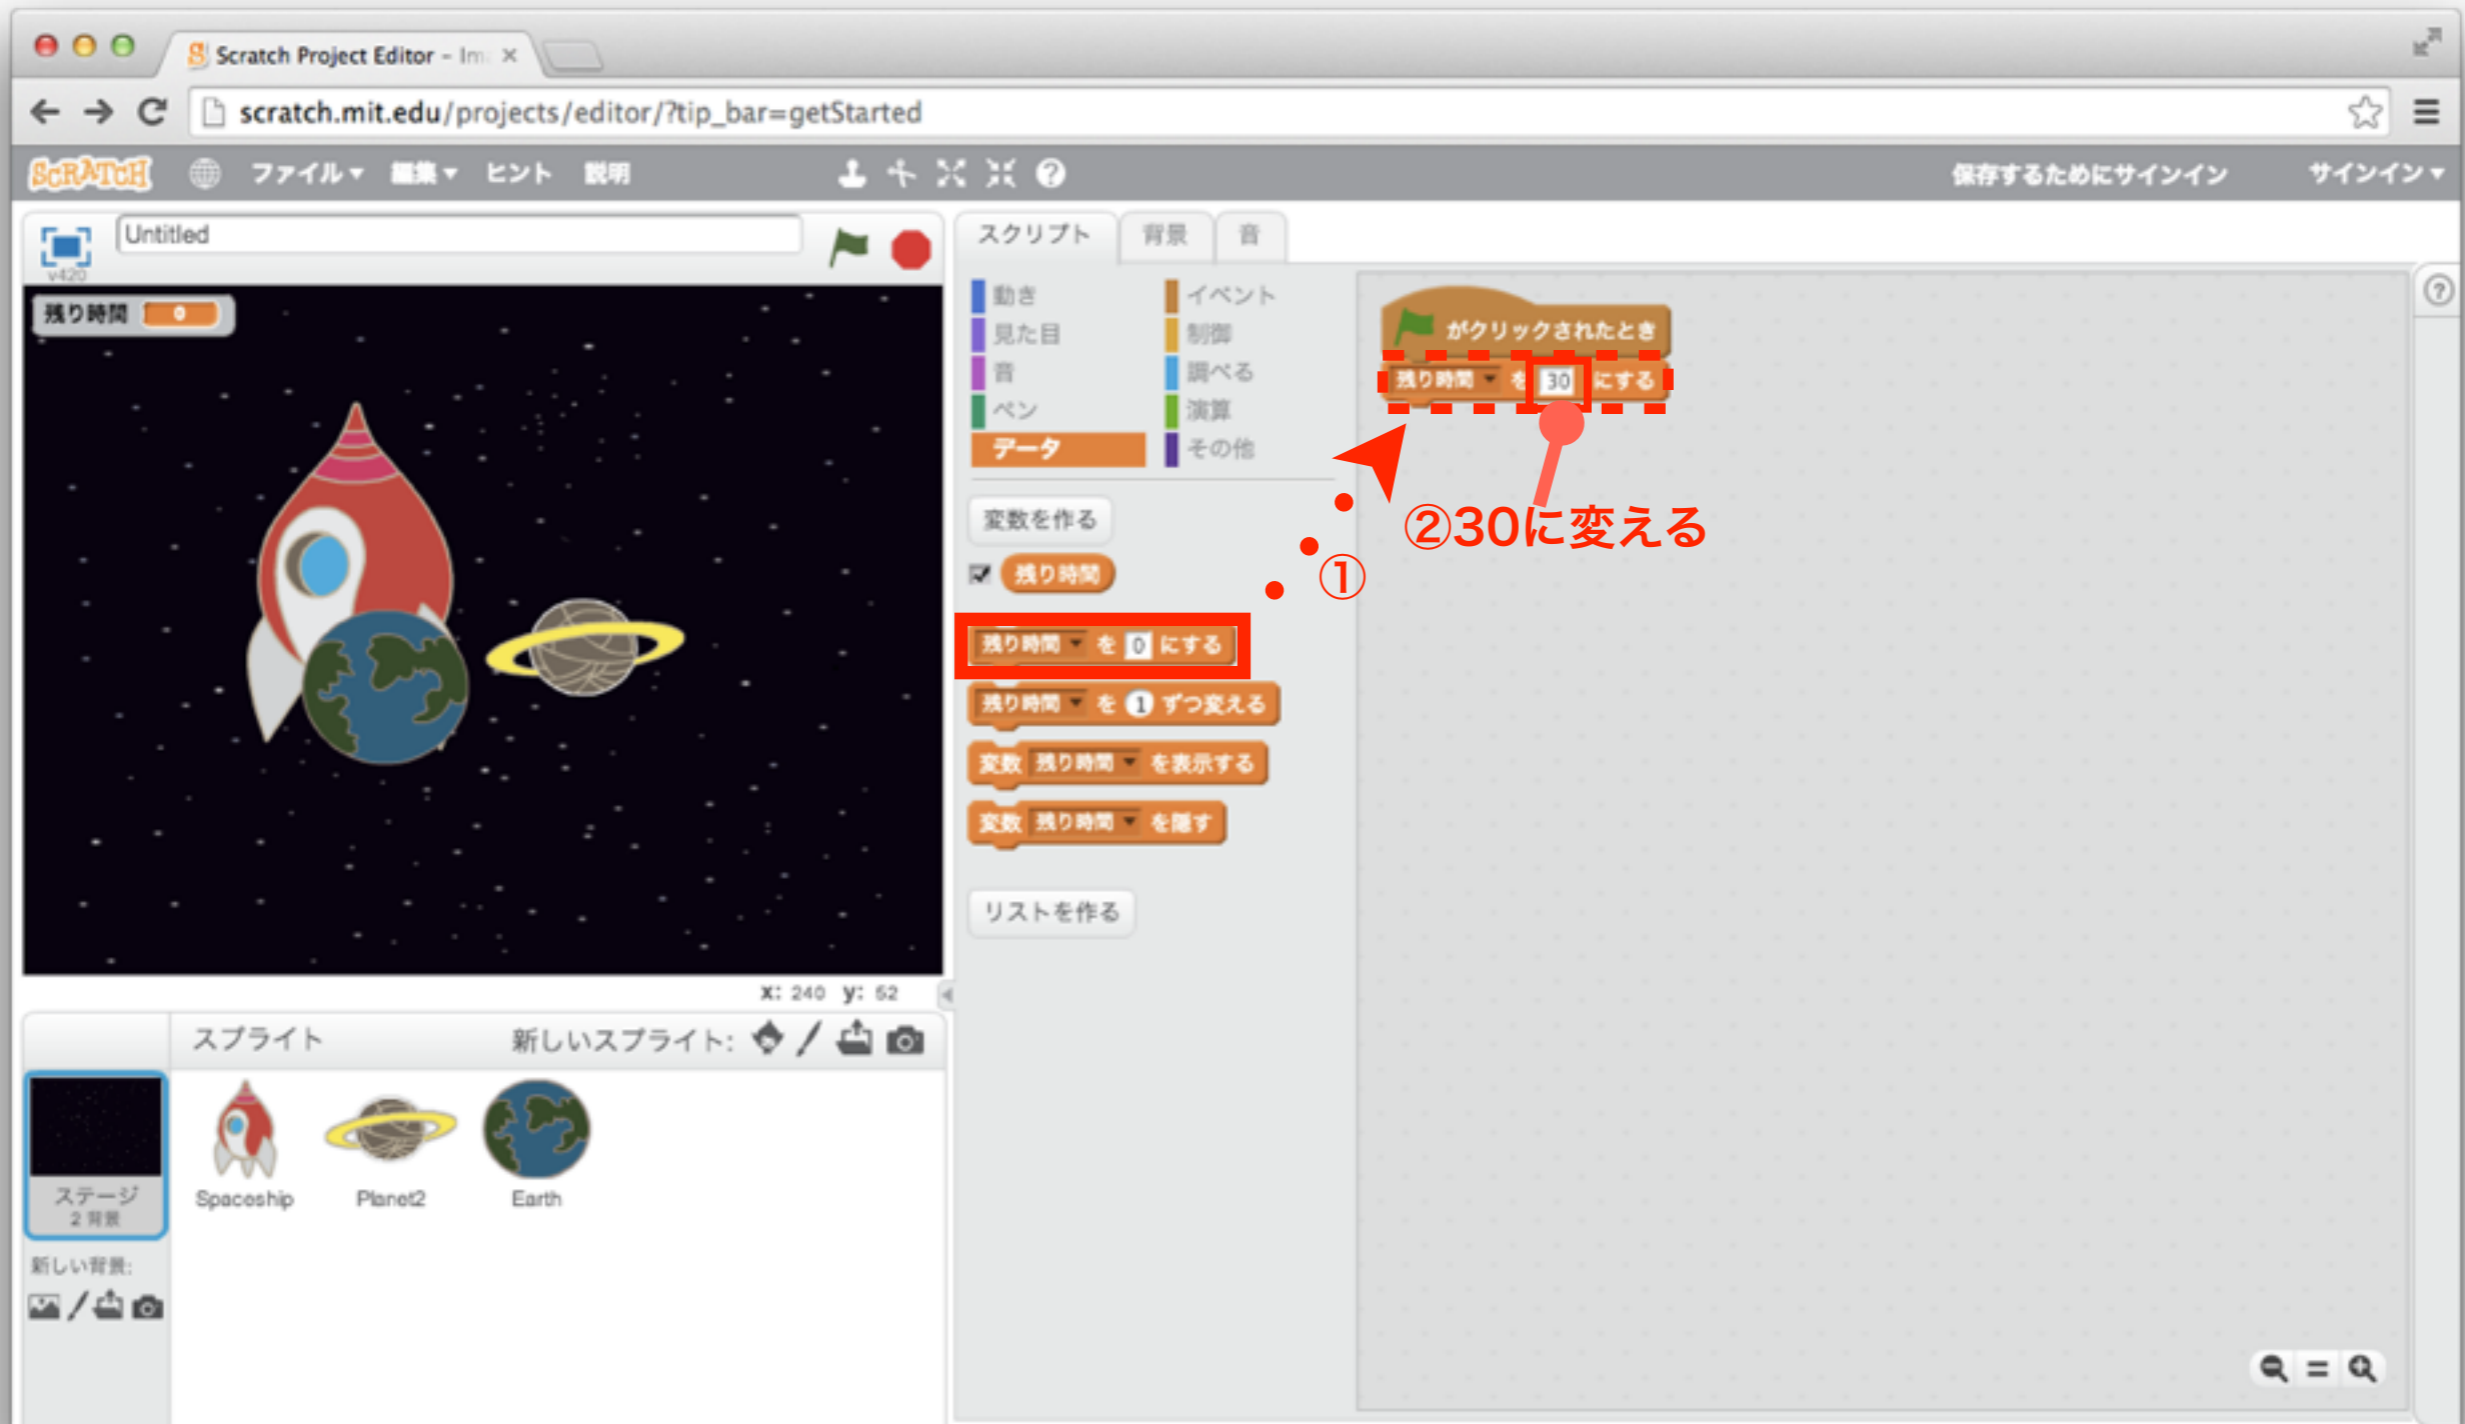 Scratch Project Editor - Im
scratch.mit.edu/projects/editor/?tip_bar=getStarted
SCRATCH ファイル 編集 ヒント 説明 保存するためにサインイン サインイン
Untitled
v420
スクリプト 背景 音
残り時間 0
動き イベント
見た目 制御
音 調べる
ペン 演算
データ その他
変数を作る
残り時間
残り時間 を 0 にする
残り時間 を 1 ずつ変える
変数 残り時間 を表示する
変数 残り時間 を隠す
リストを作る
がクリックされたとき
残り時間 を 30 にする
①
②30に変える
x: 240 y: 52
スプライト 新しいスプライト:
ステージ
2 背景
Spaceship Planet2 Earth
新しい背景: